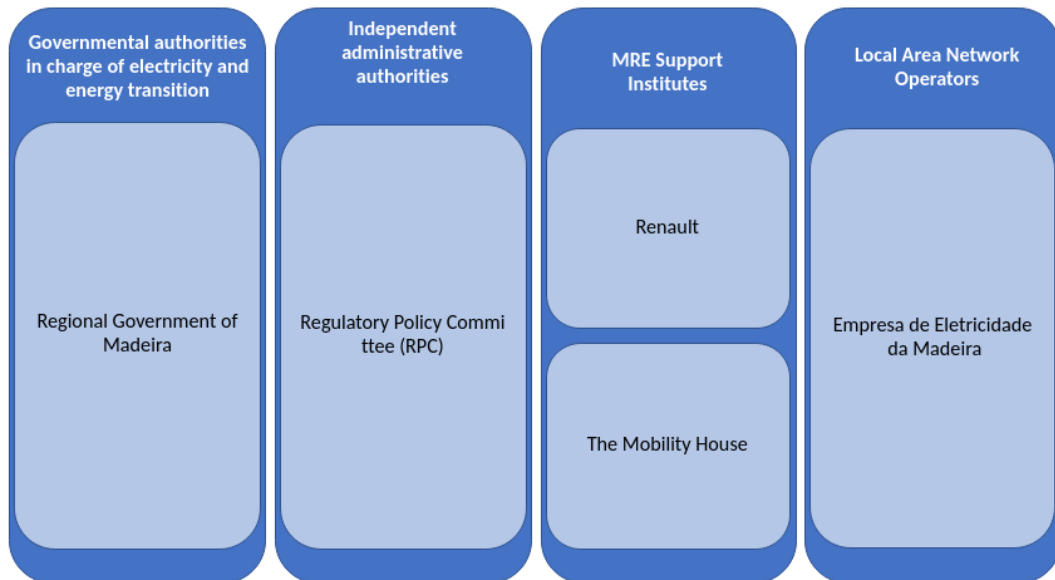 Governmental authorities
in charge of electricity and
energy transition
Regional Government of
Madeira
Independent
administrative
authorities
Regulatory Policy Commi
ttee (RPC)
MRE Support
Institutes
Renault
The Mobility House
Local Area Network
Operators
Empresa de Eletricidade
da Madeira